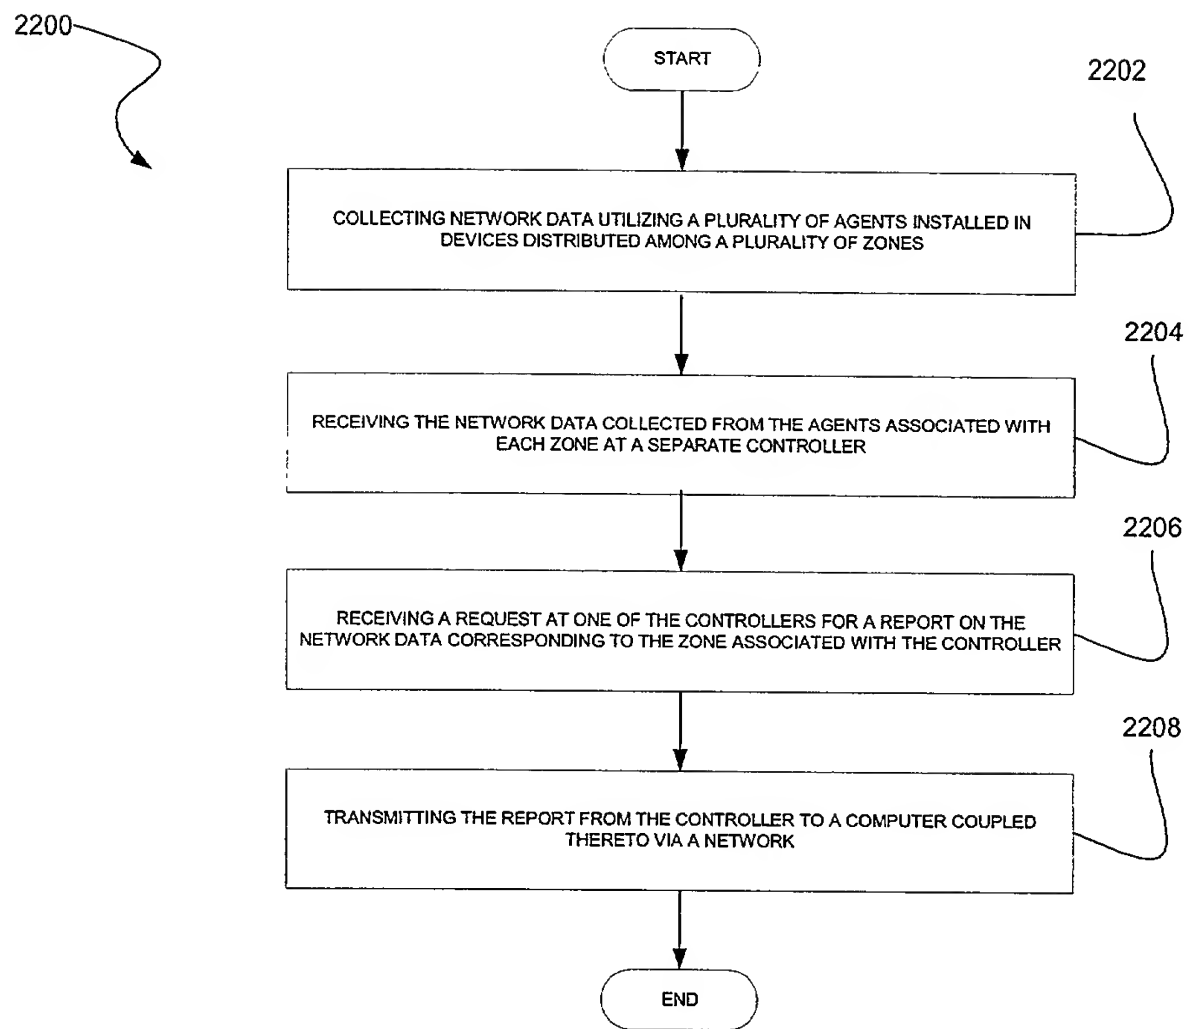 2200
START
2202
COLLECTING NETWORK DATA UTILIZING A PLURALITY OF AGENTS INSTALLED IN
DEVICES DISTRIBUTED AMONG A PLURALITY OF ZONES
2204
RECEIVING THE NETWORK DATA COLLECTED FROM THE AGENTS ASSOCIATED WITH
EACH ZONE AT A SEPARATE CONTROLLER
2206
RECEIVING A REQUEST AT ONE OF THE CONTROLLERS FOR A REPORT ON THE
NETWORK DATA CORRESPONDING TO THE ZONE ASSOCIATED WITH THE CONTROLLER
2208
TRANSMITTING THE REPORT FROM THE CONTROLLER TO A COMPUTER COUPLED
THERETO VIA A NETWORK
END